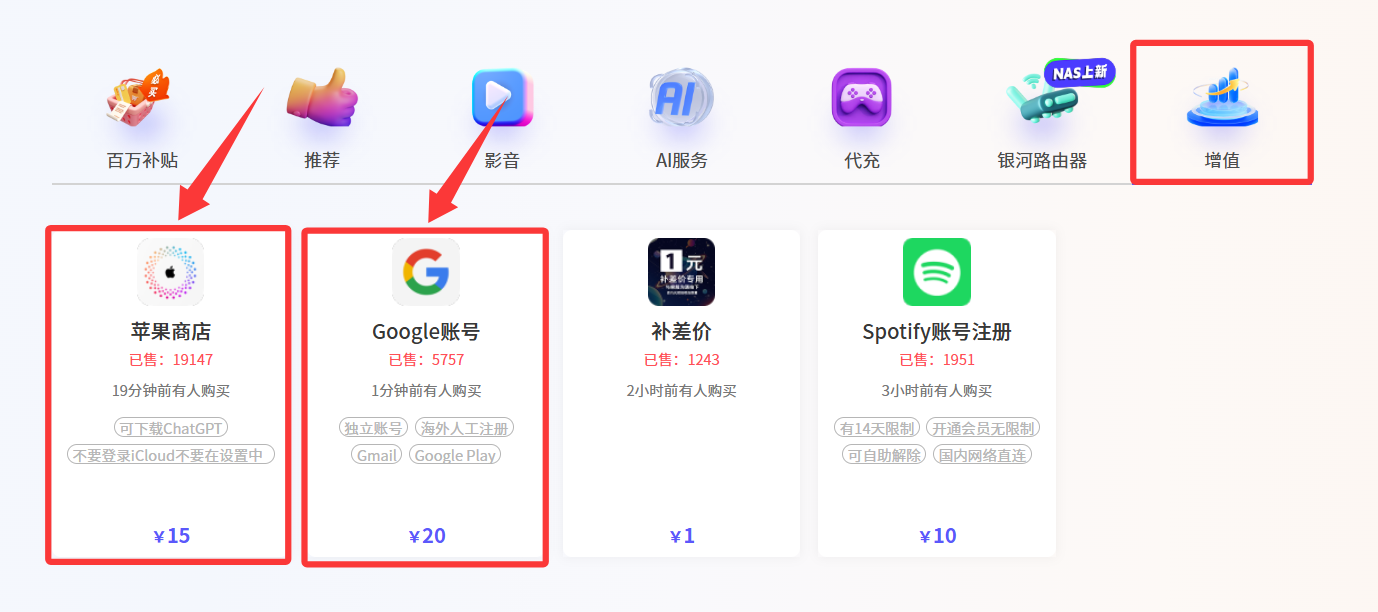 必买
NAS上新
百万补贴
推荐
影音
AI
AI服务
代充
银河路由器
增值
苹果商店
已售：19147
19分钟前有人购买
可下载ChatGPT
不要登录iCloud不要在设置中
¥15
Google账号
已售：5757
1分钟前有人购买
独立账号
海外人工注册
Gmail
Google Play
¥20
1元
补差价专用
补差价
已售：1243
2小时前有人购买
¥1
Spotify账号注册
已售：1951
3小时前有人购买
有14天限制
开通会员无限制
可自助解除
国内网络直连
¥10